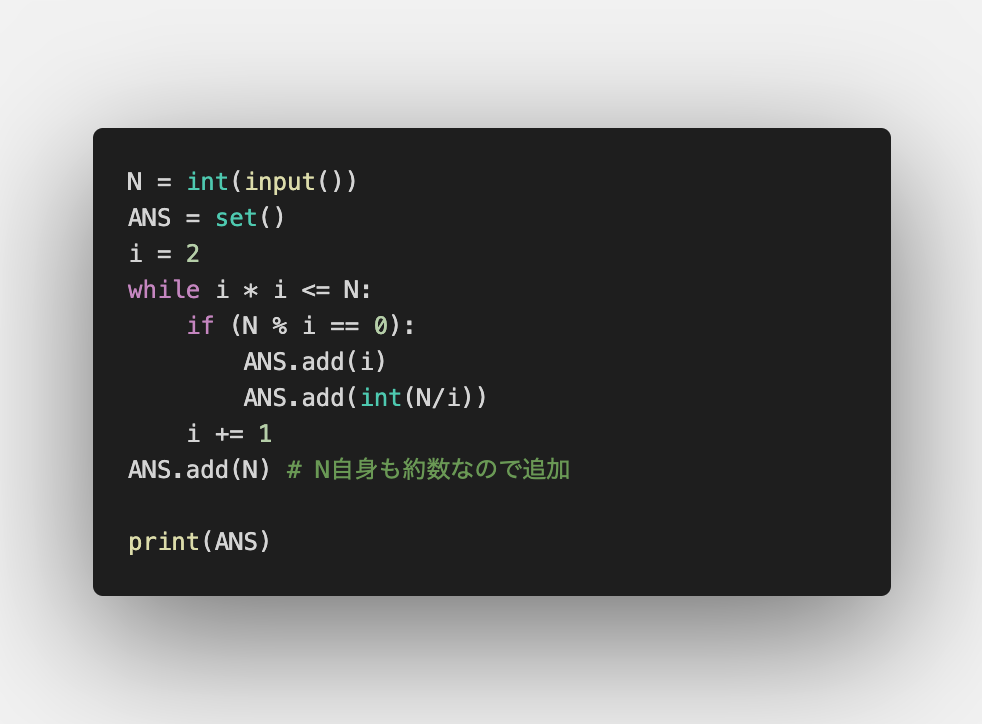 N = int(input())
ANS = set()
i = 2
while i * i <= N:
    if (N % i == 0):
        ANS.add(i)
        ANS.add(int(N/i))
    i += 1
ANS.add(N) # N自身も約数なので追加
print(ANS)